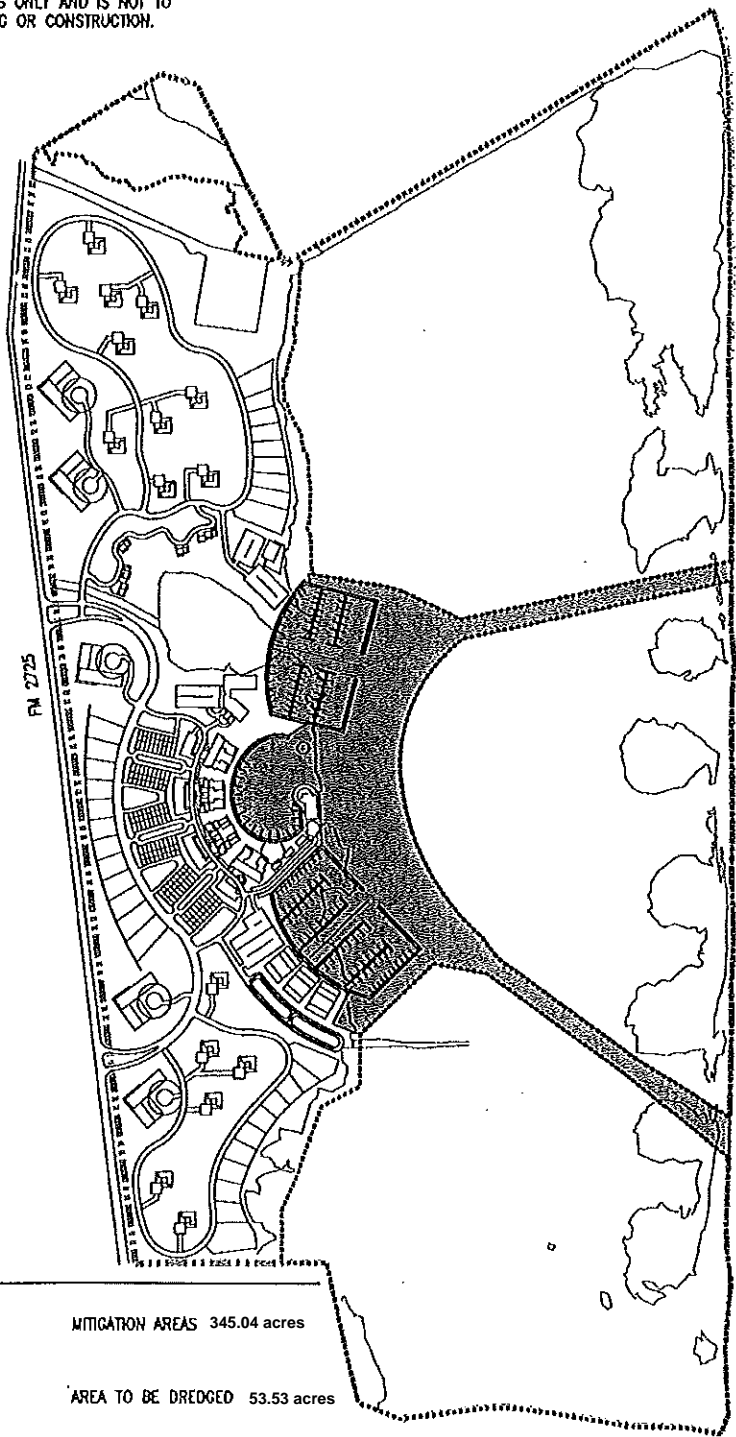 S ONLY AND IS NOT TO
G OR CONSTRUCTION.
FM 2725
MITIGATION AREAS 345.04 acres
AREA TO BE DREDGED 53.53 acres